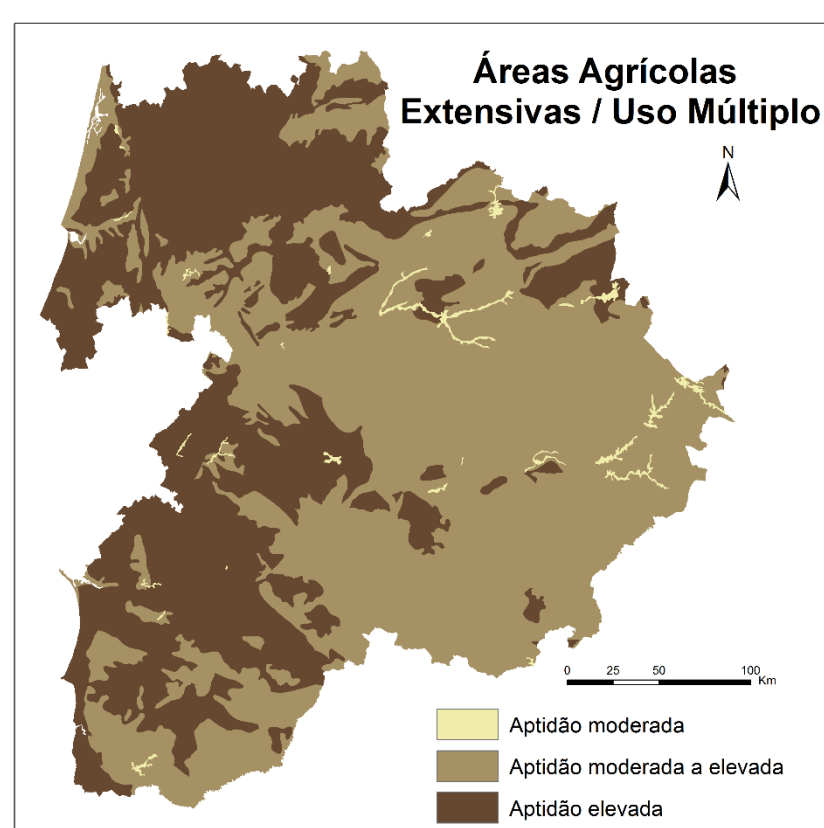 Áreas Agrícolas
Extensivas / Uso Múltiplo
N
0 25 50 100
Km
Aptidão moderada
Aptidão moderada a elevada
Aptidão elevada